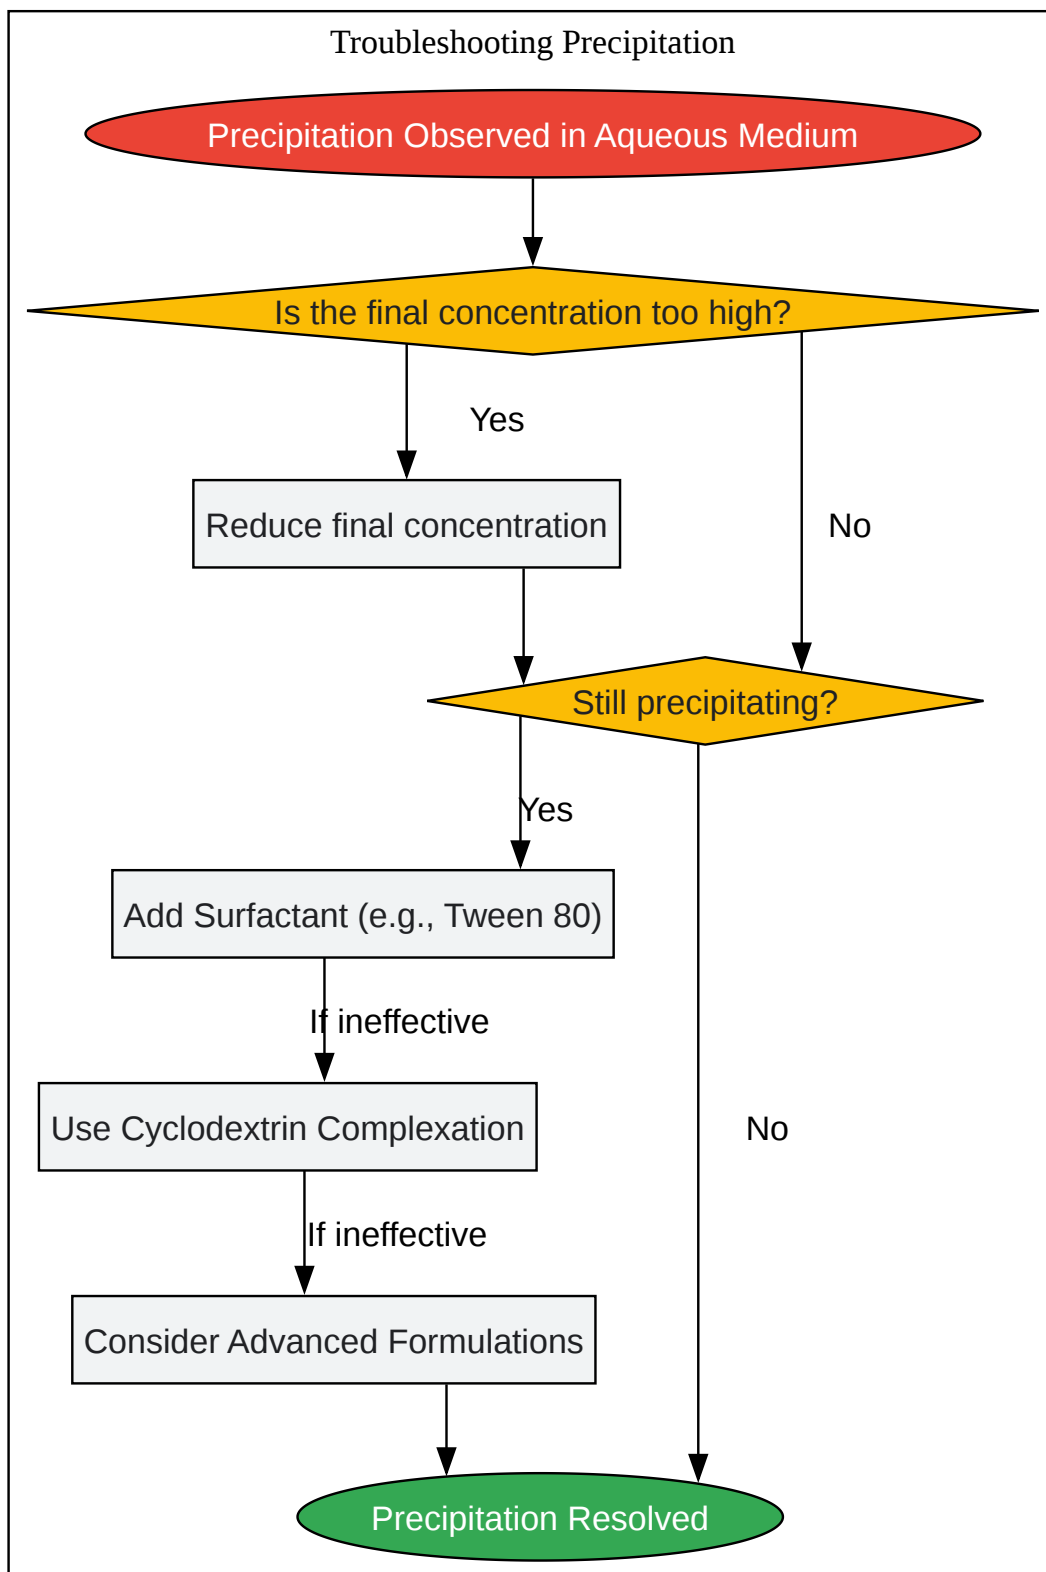 Troubleshooting Precipitation
Precipitation Observed in Aqueous Medium
Is the final concentration too high?
Yes
Reduce final concentration
No
Still precipitating?
Yes
Add Surfactant (e.g., Tween 80)
If ineffective
Use Cyclodextrin Complexation
No
If ineffective
Consider Advanced Formulations
Precipitation Resolved